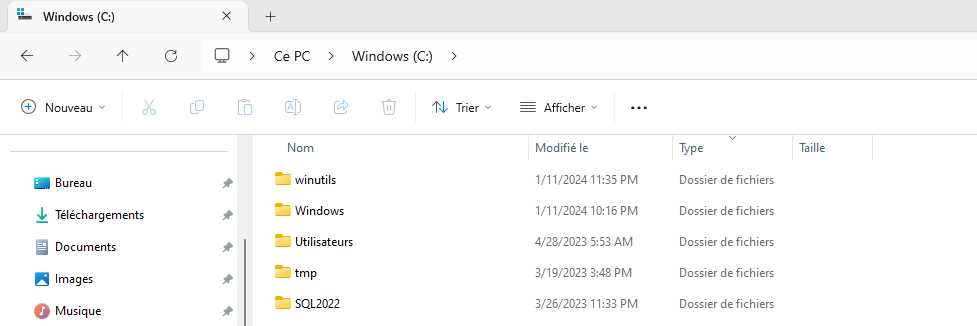 Windows (C:)
Ce PC Windows (C:)
Nouveau Trier Afficher
Nom Modifié le Type Taille
Bureau
Téléchargements
Documents
Images
Musique
winutils 1/11/2024 11:35 PM Dossier de fichiers
Windows 1/11/2024 10:16 PM Dossier de fichiers
Utilisateurs 4/28/2023 5:53 AM Dossier de fichiers
tmp 3/19/2023 3:48 PM Dossier de fichiers
SQL2022 3/26/2023 11:33 PM Dossier de fichiers